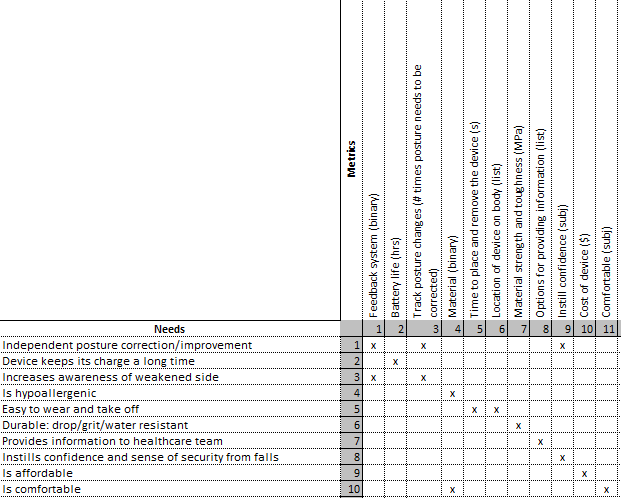 Metrics
Feedback system (binary)
Battery life (hrs)
Track posture changes (# times posture needs to be
corrected)
Material (binary)
Time to place and remove the device (s)
Location of device on body (list)
Material strength and toughness (MPa)
Options for providing information (list)
Instill confidence (subj)
Cost of device ($)
Comfortable (subj)
Needs 1 2 3 4 5 6 7 8 9 10 11
Independent posture correction/improvement 1 x x x
Device keeps its charge a long time 2 x
Increases awareness of weakened side 3 x x
Is hypoallergenic 4 x
Easy to wear and take off 5 x x
Durable: drop/grit/water resistant 6 x
Provides information to healthcare team 7 x
Instills confidence and sense of security from falls 8 x
Is affordable 9 x
Is comfortable 10 x x